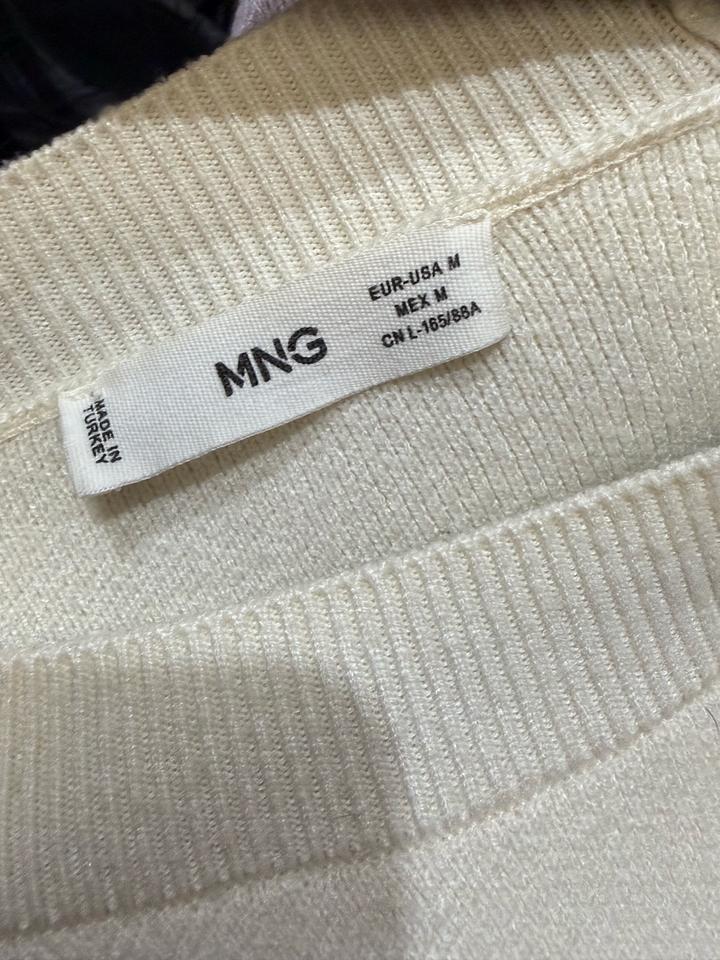 MNG
EUR-USA M
MEX M
CN L-165/88A
MADE IN
TURKEY